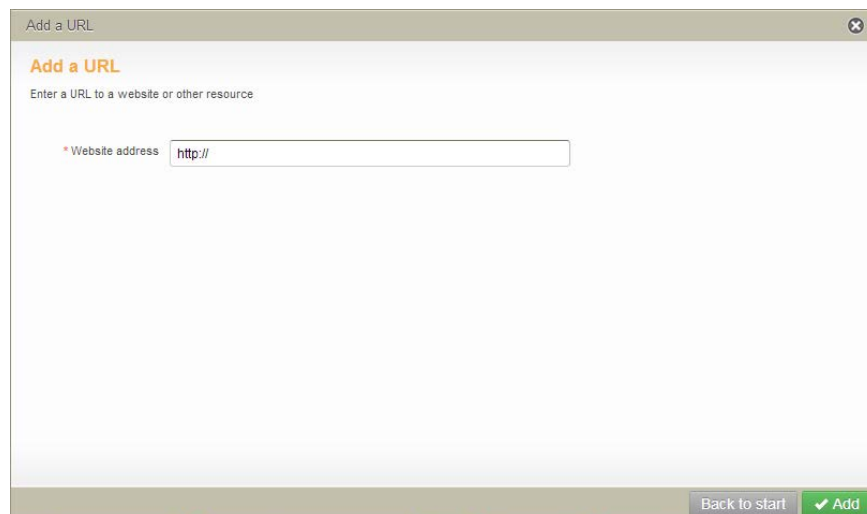 Add a URL
Add a URL
Enter a URL to a website or other resource
* Website address http://
Back to start ✔ Add